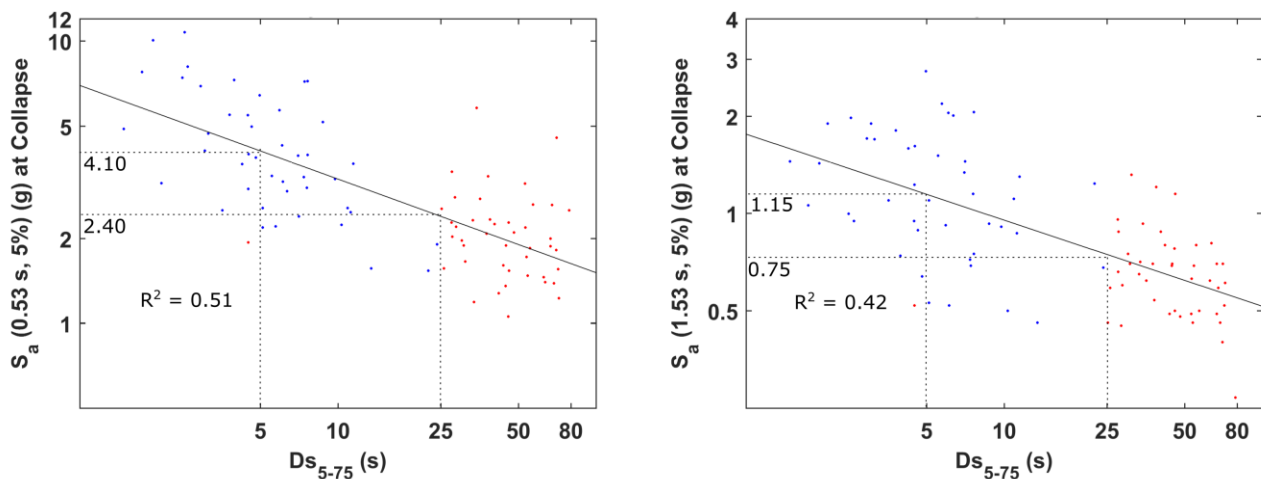 12
10
5
2
1
4.10
2.40
R² = 0.51
5 10 25 50 80
Ds5-75 (s)
Sa (0.53 s, 5%) (g) at Collapse
4
3
2
1
0.5
1.15
0.75
R² = 0.42
5 10 25 50 80
Ds5-75 (s)
Sa (1.53 s, 5%) (g) at Collapse